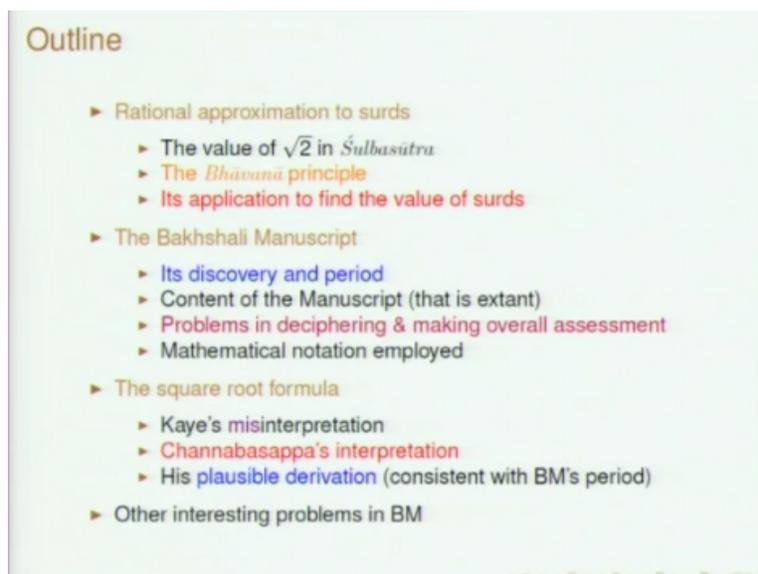 Outline
► Rational approximation to surds
► The value of √2 in Śulbasūtra
► The Bhāvanā principle
► Its application to find the value of surds
► The Bakhshali Manuscript
► Its discovery and period
► Content of the Manuscript (that is extant)
► Problems in deciphering & making overall assessment
► Mathematical notation employed
► The square root formula
► Kaye's misinterpretation
► Channabasappa's interpretation
► His plausible derivation (consistent with BM's period)
► Other interesting problems in BM